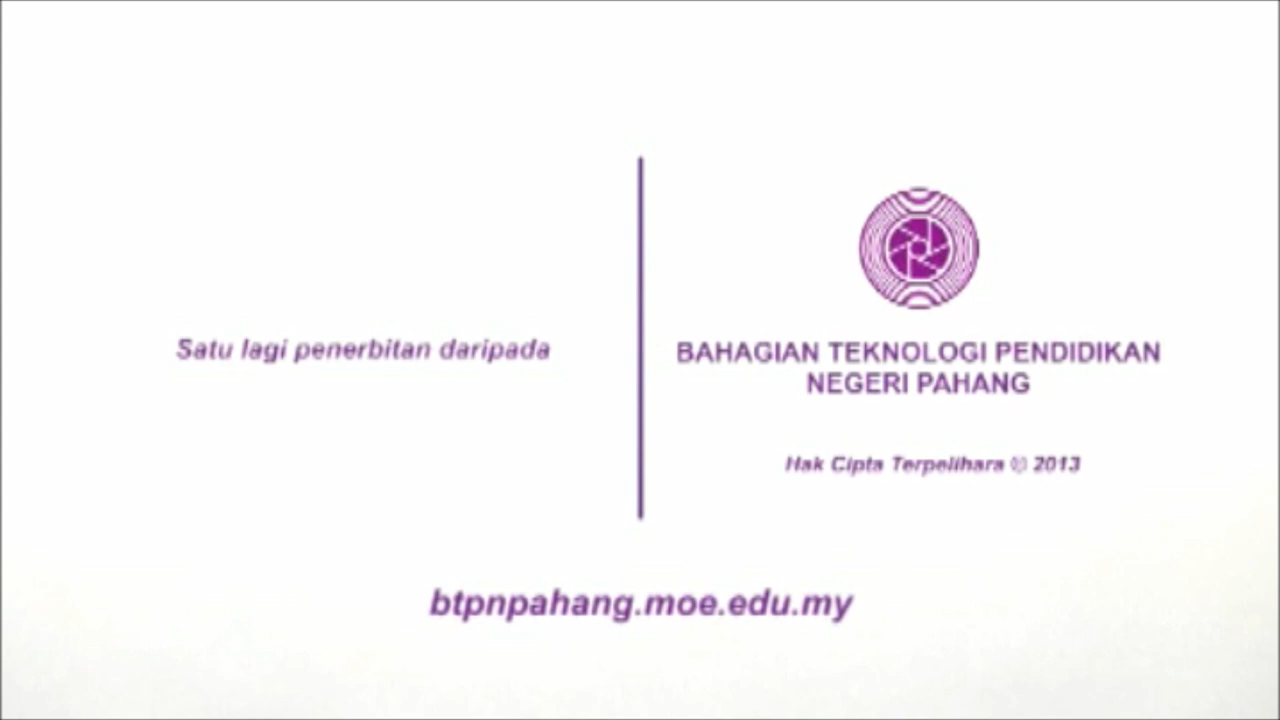 Satu lagi penerbitan daripada
BAHAGIAN TEKNOLOGI PENDIDIKAN
NEGERI PAHANG
Hak Cipta Terpelihara © 2013
btpnpahang.moe.edu.my